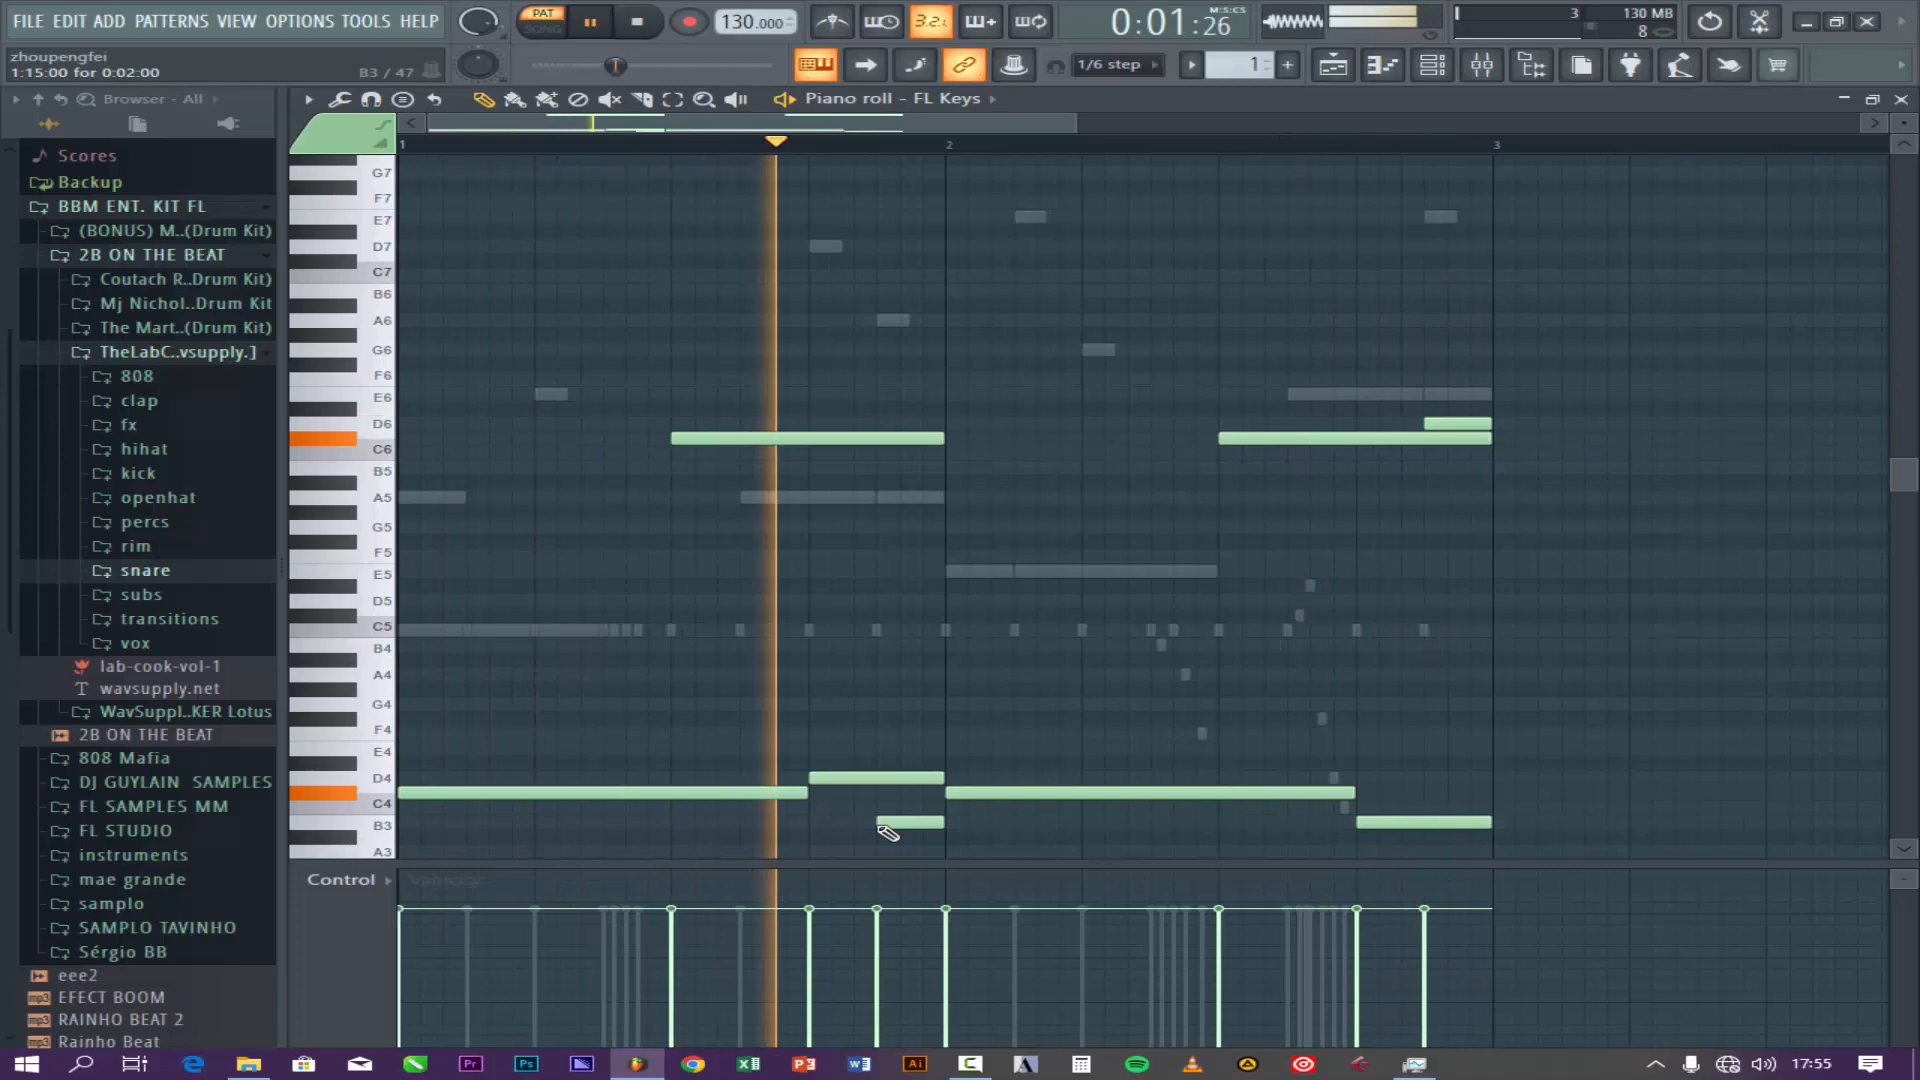 FILE EDIT ADD PATTERNS VIEW OPTIONS TOOLS HELP
PAT
SONG
130.000
3.2.
0:01:26
M:S:CS
3
130 MB
8
zhoupengfei
1:15:00 for 0:02:00
B3 / 47
1/6 step
1
Browser - All
Piano roll - FL Keys
Scores
Backup
BBM ENT. KIT FL
(BONUS) M..(Drum Kit)
2B ON THE BEAT
Coutach R..Drum Kit)
Mj Nichol..Drum Kit
The Mart..(Drum Kit)
TheLabC..vsupply.]
808
clap
fx
hihat
kick
openhat
percs
rim
snare
subs
transitions
vox
lab-cook-vol-1
wavsupply.net
WavSuppl..KER Lotus
2B ON THE BEAT
808 Mafia
DJ GUYLAIN SAMPLES
FL SAMPLES MM
FL STUDIO
instruments
mae grande
samplo
SAMPLO TAVINHO
Sérgio BB
eee2
EFECT BOOM
RAINHO BEAT 2
Rainho Beat
1
2
3
G7
F7
E7
D7
C7
B6
A6
G6
F6
E6
D6
C6
B5
A5
G5
F5
E5
D5
C5
B4
A4
G4
F4
E4
D4
C4
B3
A3
Control
Velocity
17:55